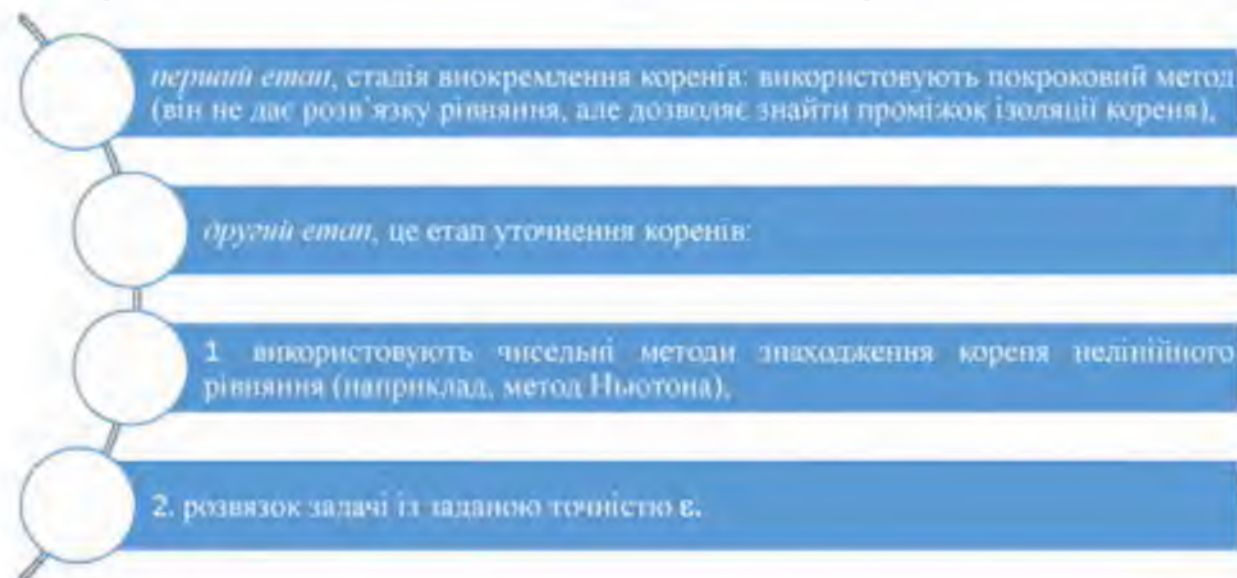 перший етап, стадія виокремлення коренів: використовують покроковий метод
(він не дає розв'язку рівняння, але дозволяє знайти проміжок ізоляції кореня),
другий етап, це етап уточнення коренів:
1 використовують чисельні методи знаходження кореня нелінійного
рівняння (наприклад, метод Ньютона),
2. розвязок задачі із заданою точністю ε.